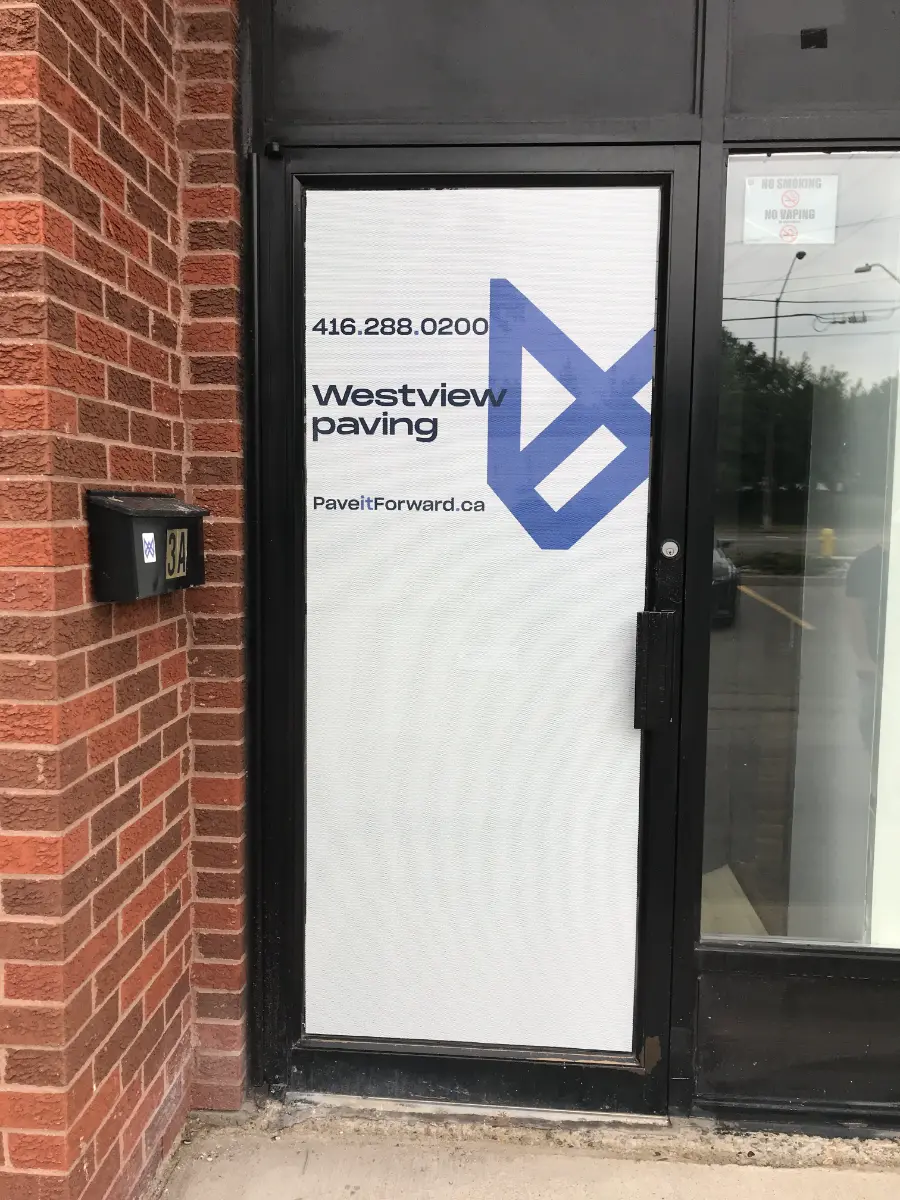 416.288.0200
Westview
paving
PaveitForward.ca
3A
NO SMOKING
NO VAPING